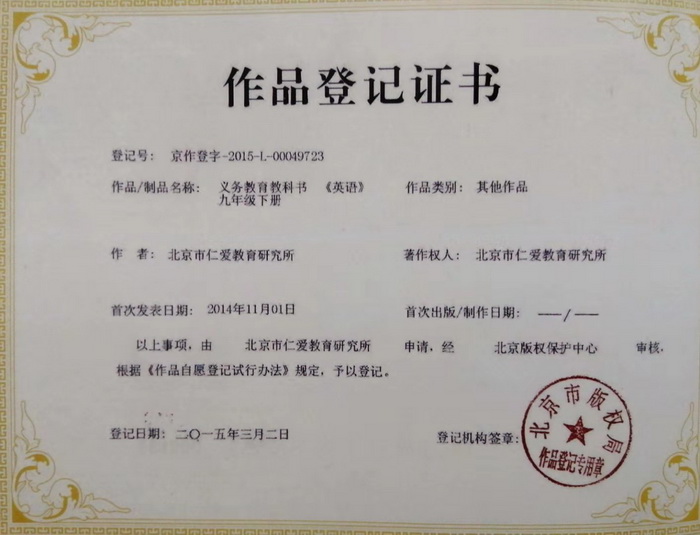 作品登记证书
登记号： 京作登字-2015-L-00049723
作品/制品名称： 义务教育教科书 《英语》 作品类别： 其他作品
九年级下册
作 者： 北京市仁爱教育研究所 著作权人： 北京市仁爱教育研究所
首次发表日期： 2014年11月01日 首次出版/制作日期： ——/——
以上事项，由 北京市仁爱教育研究所 申请，经 北京版权保护中心 审核，
根据《作品自愿登记试行办法》规定，予以登记。
登记日期： 二〇一五年三月二日 登记机构签章：
北京市版权局
作品登记专用章